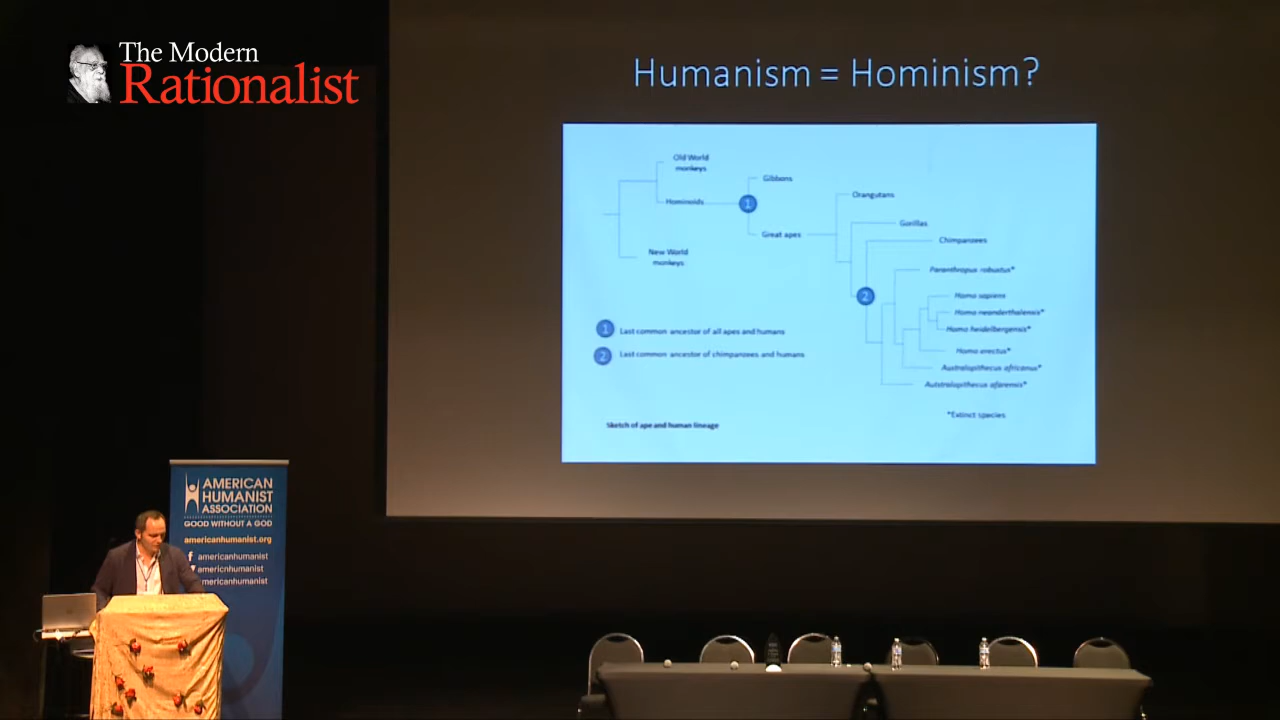 The Modern
Rationalist
Humanism = Hominism?
Old World
monkeys
Hominoids
New World
monkeys
1
Gibbons
Great apes
Orangutans
Gorillas
Chimpanzees
2
Paranthropus robustus*
Homo sapiens
Homo neanderthalensis*
Homo heidelbergensis*
Homo erectus*
Australopithecus africanus*
Australopithecus afarensis*
*Extinct species
1 Last common ancestor of all apes and humans
2 Last common ancestor of chimpanzees and humans
Sketch of ape and human lineage
AMERICAN
HUMANIST
ASSOCIATION
GOOD WITHOUT A GOD
americanhumanist.org
f americanhumanist
americnhumanist
mericanhumanist